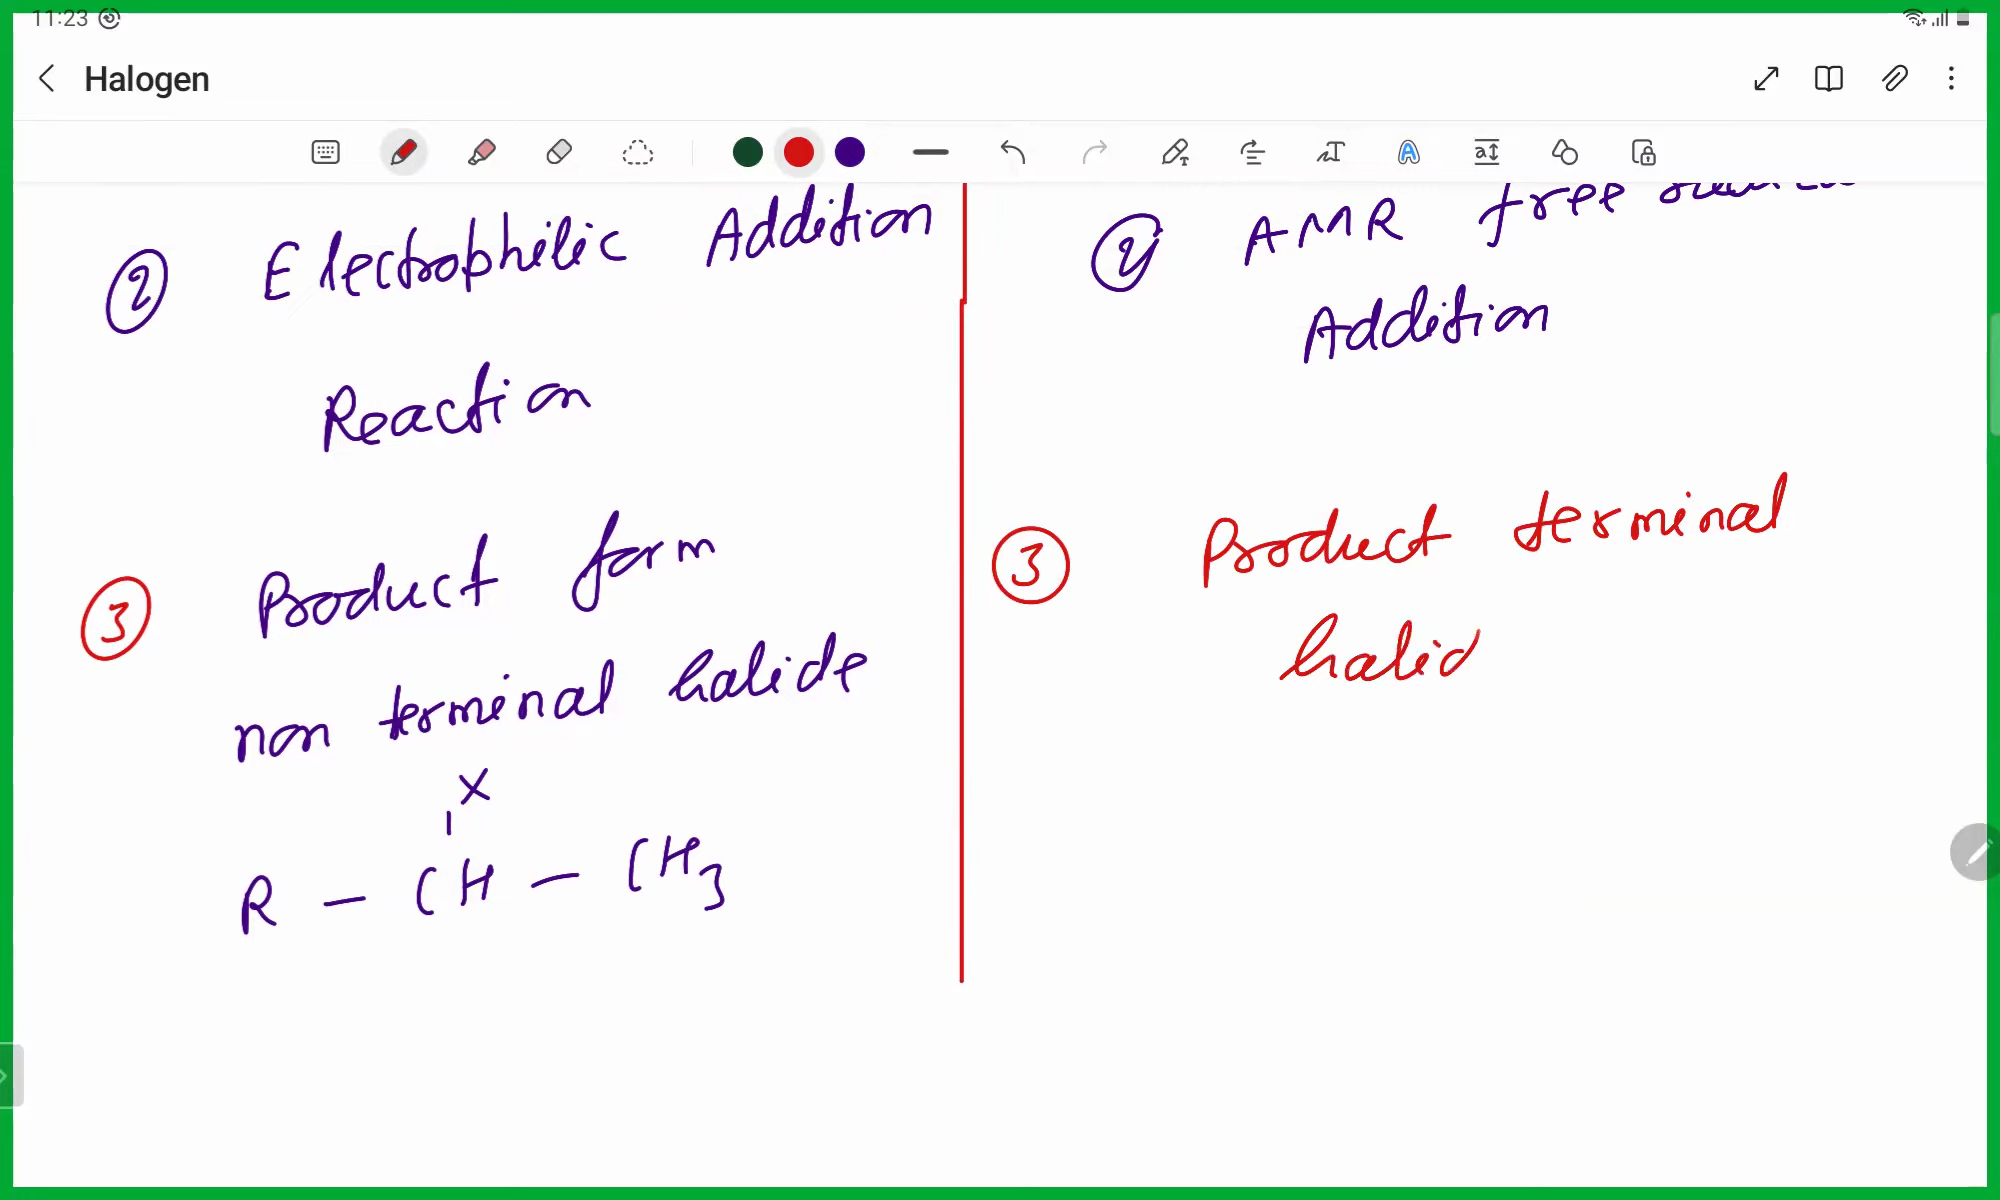 11:23
Halogen
② Electrophilic Addition
Reaction
③ Product form
non terminal halide
X
R - CH - CH3
② AMR free
Addition
③ Product terminal
halid